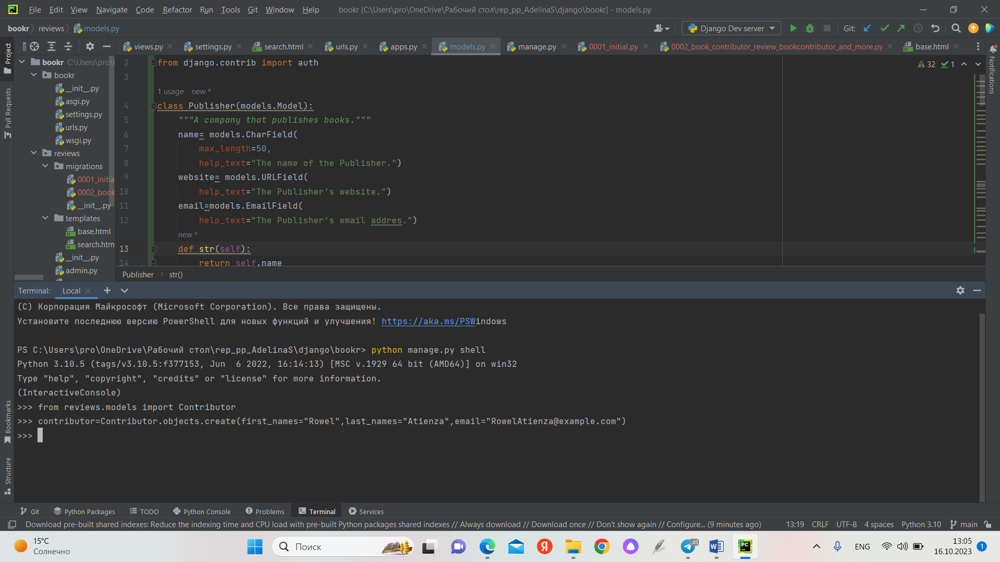 File Edit View Navigate Code Refactor Run Tools Git Window Help bookr [C:\Users\pro\OneDrive\Рабочий стол\rep_pp_AdelinaS\django\bookr] - models.py
bookr reviews models.py Django Dev server Git:
views.py settings.py search.html urls.py apps.py models.py manage.py 0001_initial.py 0002_book_contributor_review_bookcontributor_and_more.py base.html
Project
Pull Requests
Bookmarks
Structure
Notifications
bookr C:\Users\pro\
bookr
__init__.py
asgi.py
settings.py
urls.py
wsgi.py
reviews
migrations
0001_initia
0002_book
__init__.py
templates
base.html
search.htm
__init__.py
admin.py
32 1
2 from django.contrib import auth
3
1 usage new *
4 class Publisher(models.Model):
5 """A company that publishes books."""
6 name= models.CharField(
7 max_length=50,
8 help_text="The name of the Publisher.")
9 website= models.URLField(
10 help_text="The Publisher's website.")
11 email=models.EmailField(
12 help_text="The Publisher's email addres.")
new *
13 def str(self):
14 return self.name
Publisher str()
Terminal: Local
(C) Корпорация Майкрософт (Microsoft Corporation). Все права защищены.
Установите последнюю версию PowerShell для новых функций и улучшения! https://aka.ms/PSWindows
PS C:\Users\pro\OneDrive\Рабочий стол\rep_pp_AdelinaS\django\bookr> python manage.py shell
Python 3.10.5 (tags/v3.10.5:f377153, Jun  6 2022, 16:14:13) [MSC v.1929 64 bit (AMD64)] on win32
Type "help", "copyright", "credits" or "license" for more information.
(InteractiveConsole)
>>> from reviews.models import Contributor
>>> contributor=Contributor.objects.create(first_names="Rowel",last_names="Atienza",email="RowelAtienza@example.com")
>>>
Git Python Packages TODO Python Console Problems Terminal Services
Download pre-built shared indexes: Reduce the indexing time and CPU load with pre-built Python packages shared indexes // Always download // Download once // Don't show again // Configure... (9 minutes ago) 13:19 CRLF UTF-8 4 spaces Python 3.10 main
15°C
Солнечно
Поиск
45
ENG
13:05
16.10.2023
1